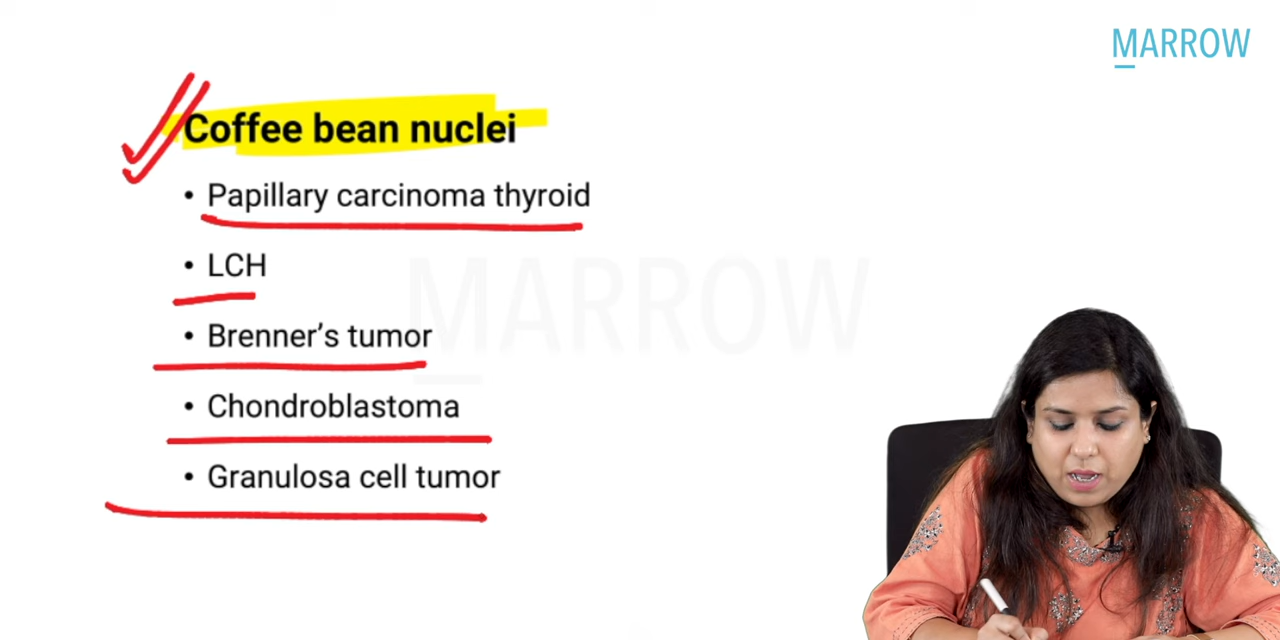 MARROW
Coffee bean nuclei
• Papillary carcinoma thyroid
• LCH
• Brenner's tumor
• Chondroblastoma
• Granulosa cell tumor
MARROW